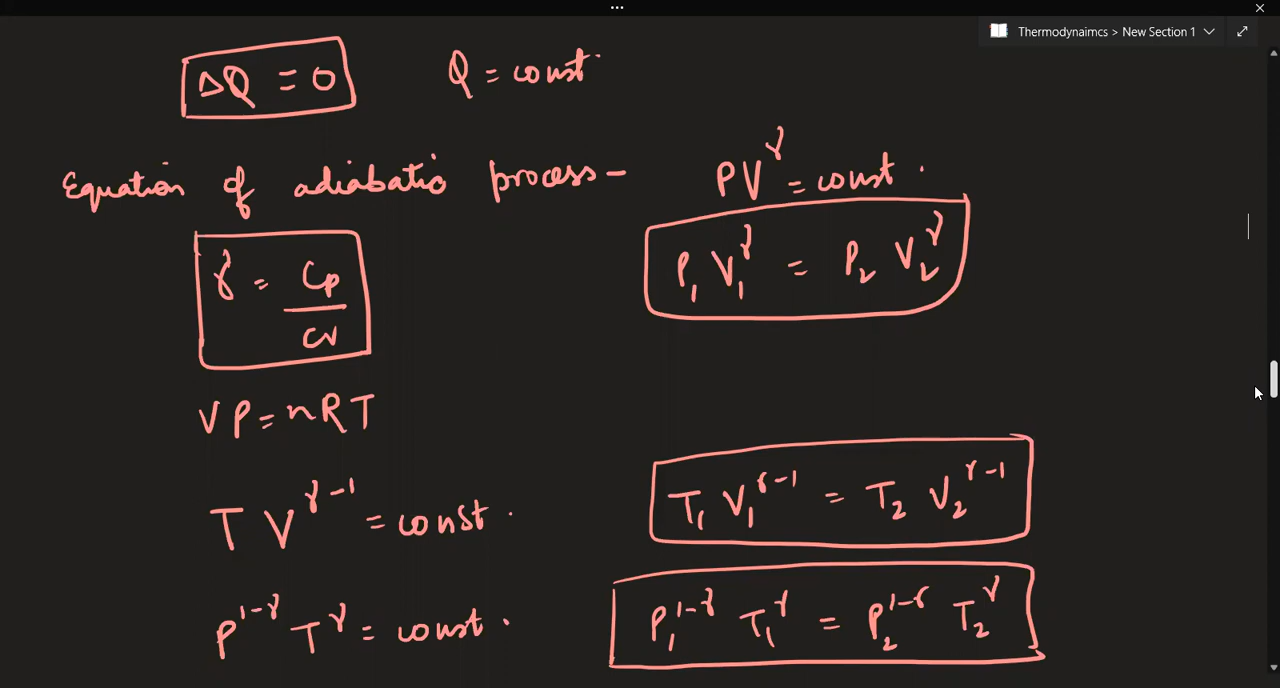 Thermodynaimcs > New Section 1
ΔQ = 0 Q = const.
Equation of adiabatic process – PV^γ = const.
P₁ V₁^γ = P₂ V₂^γ
γ = Cp / Cv
VP = nRT
T V^(γ-1) = const. T₁ V₁^(γ-1) = T₂ V₂^(γ-1)
P^(1-γ) T^γ = const. P₁^(1-γ) T₁^γ = P₂^(1-γ) T₂^γ